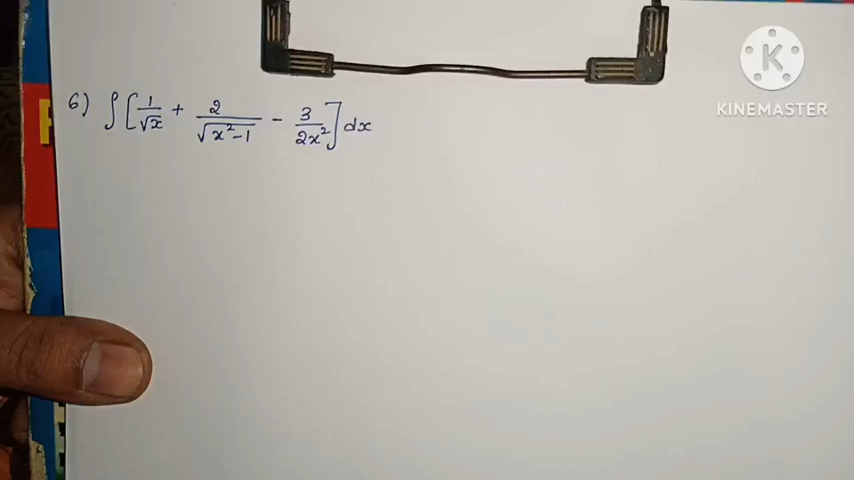 6) ∫[1/√x + 2/√(x²-1) - 3/2x²]dx
K
KINEMASTER